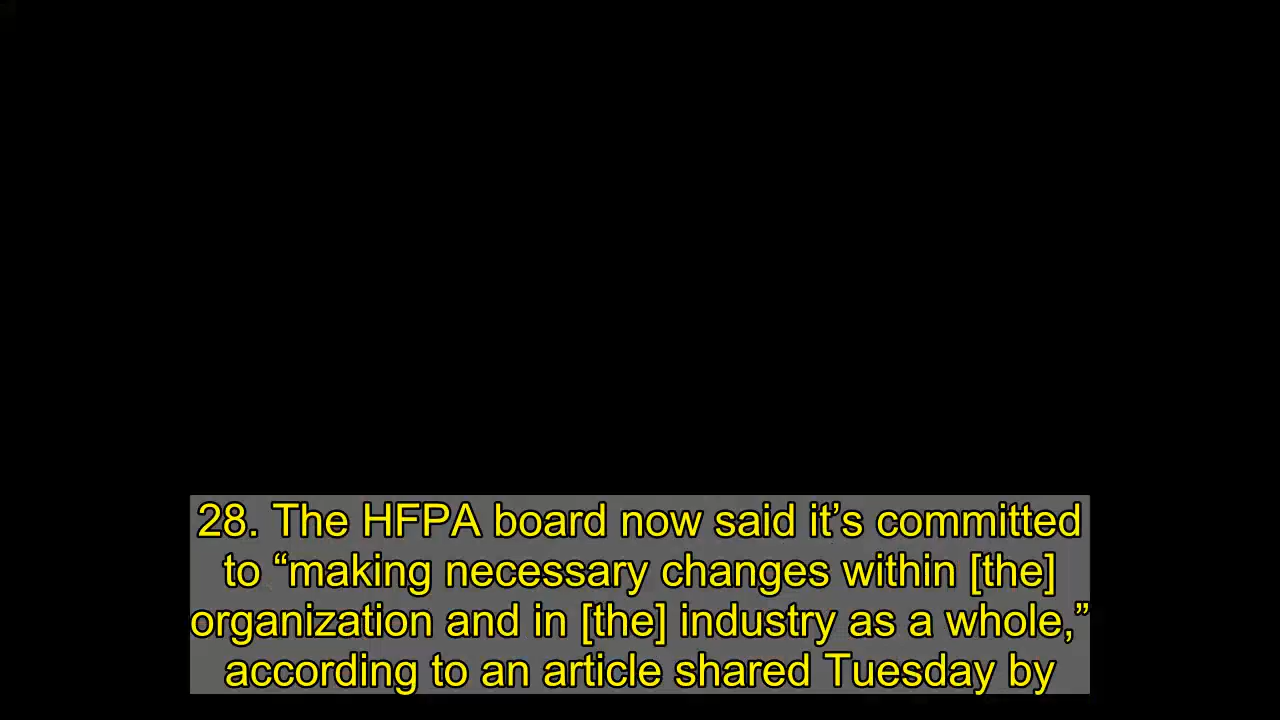 28. The HFPA board now said it’s committed
to “making necessary changes within [the]
organization and in [the] industry as a whole,”
according to an article shared Tuesday by